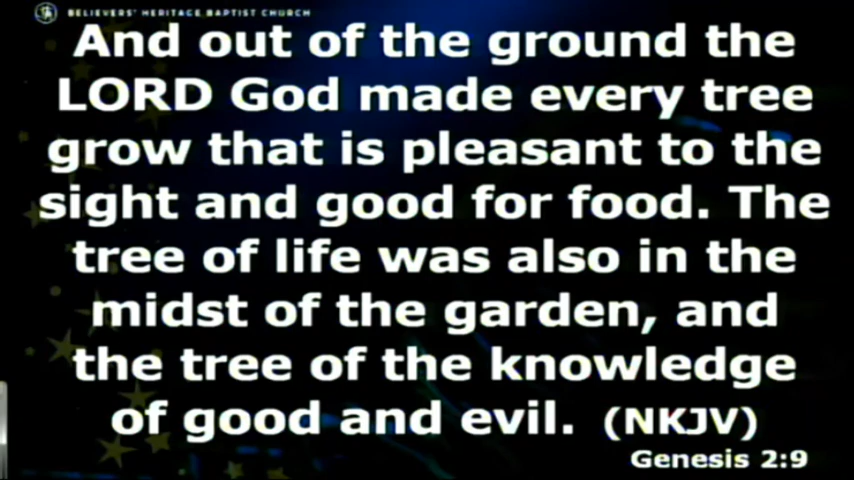 BELIEVERS' HERITAGE BAPTIST CHURCH
And out of the ground the
LORD God made every tree
grow that is pleasant to the
sight and good for food. The
tree of life was also in the
midst of the garden, and
the tree of the knowledge
of good and evil. (NKJV)
Genesis 2:9